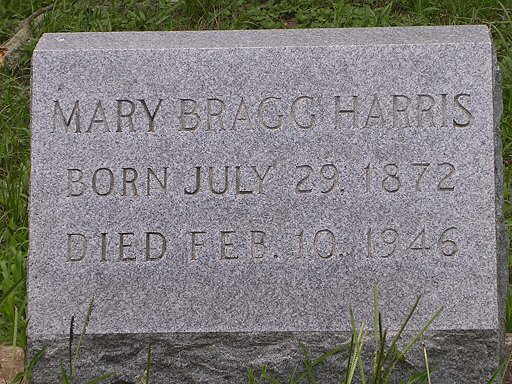 MARY BRAGG HARRIS
BORN JULY 29. 1872
DIED FEB. 10. 1946